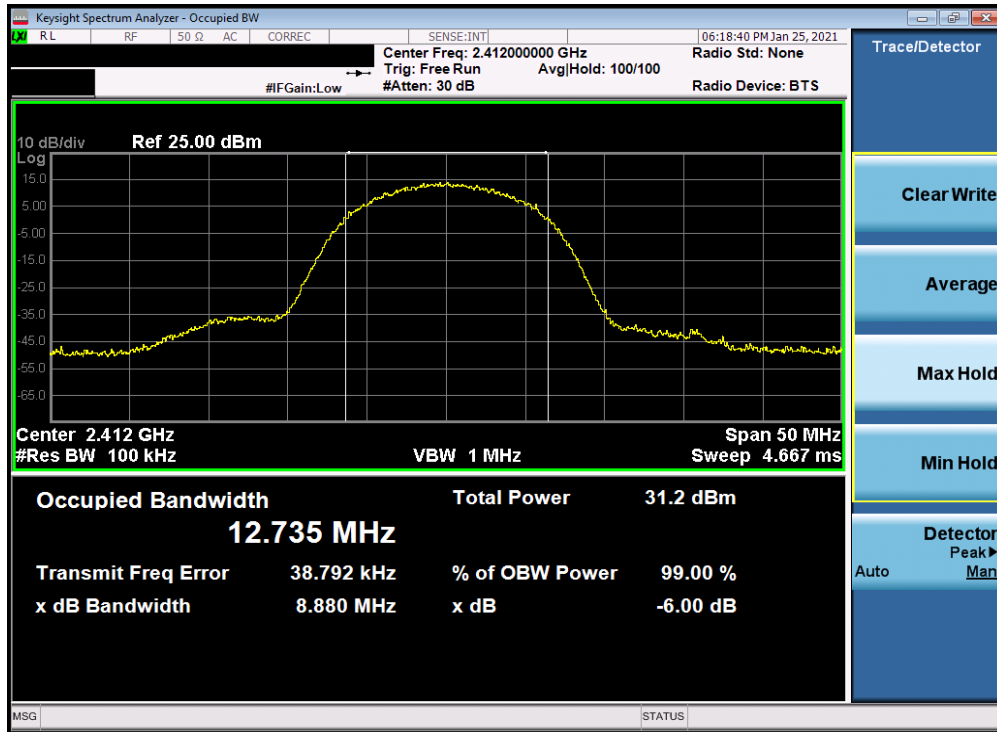 Keysight Spectrum Analyzer - Occupied BW
LXI RL RF 50 Ω AC CORREC SENSE:INT 06:18:40 PM Jan 25, 2021
Center Freq: 2.412000000 GHz Radio Std: None
Trig: Free Run Avg|Hold: 100/100
#IFGain:Low #Atten: 30 dB Radio Device: BTS
10 dB/div Ref 25.00 dBm
Log
15.0
5.00
-5.00
-15.0
-25.0
-35.0
-45.0
-55.0
-65.0
Center 2.412 GHz Span 50 MHz
#Res BW 100 kHz VBW 1 MHz Sweep 4.667 ms
Occupied Bandwidth Total Power 31.2 dBm
12.735 MHz
Transmit Freq Error 38.792 kHz % of OBW Power 99.00 %
x dB Bandwidth 8.880 MHz x dB -6.00 dB
MSG STATUS
Trace/Detector
Clear Write
Average
Max Hold
Min Hold
Detector
Peak▶
Auto Man